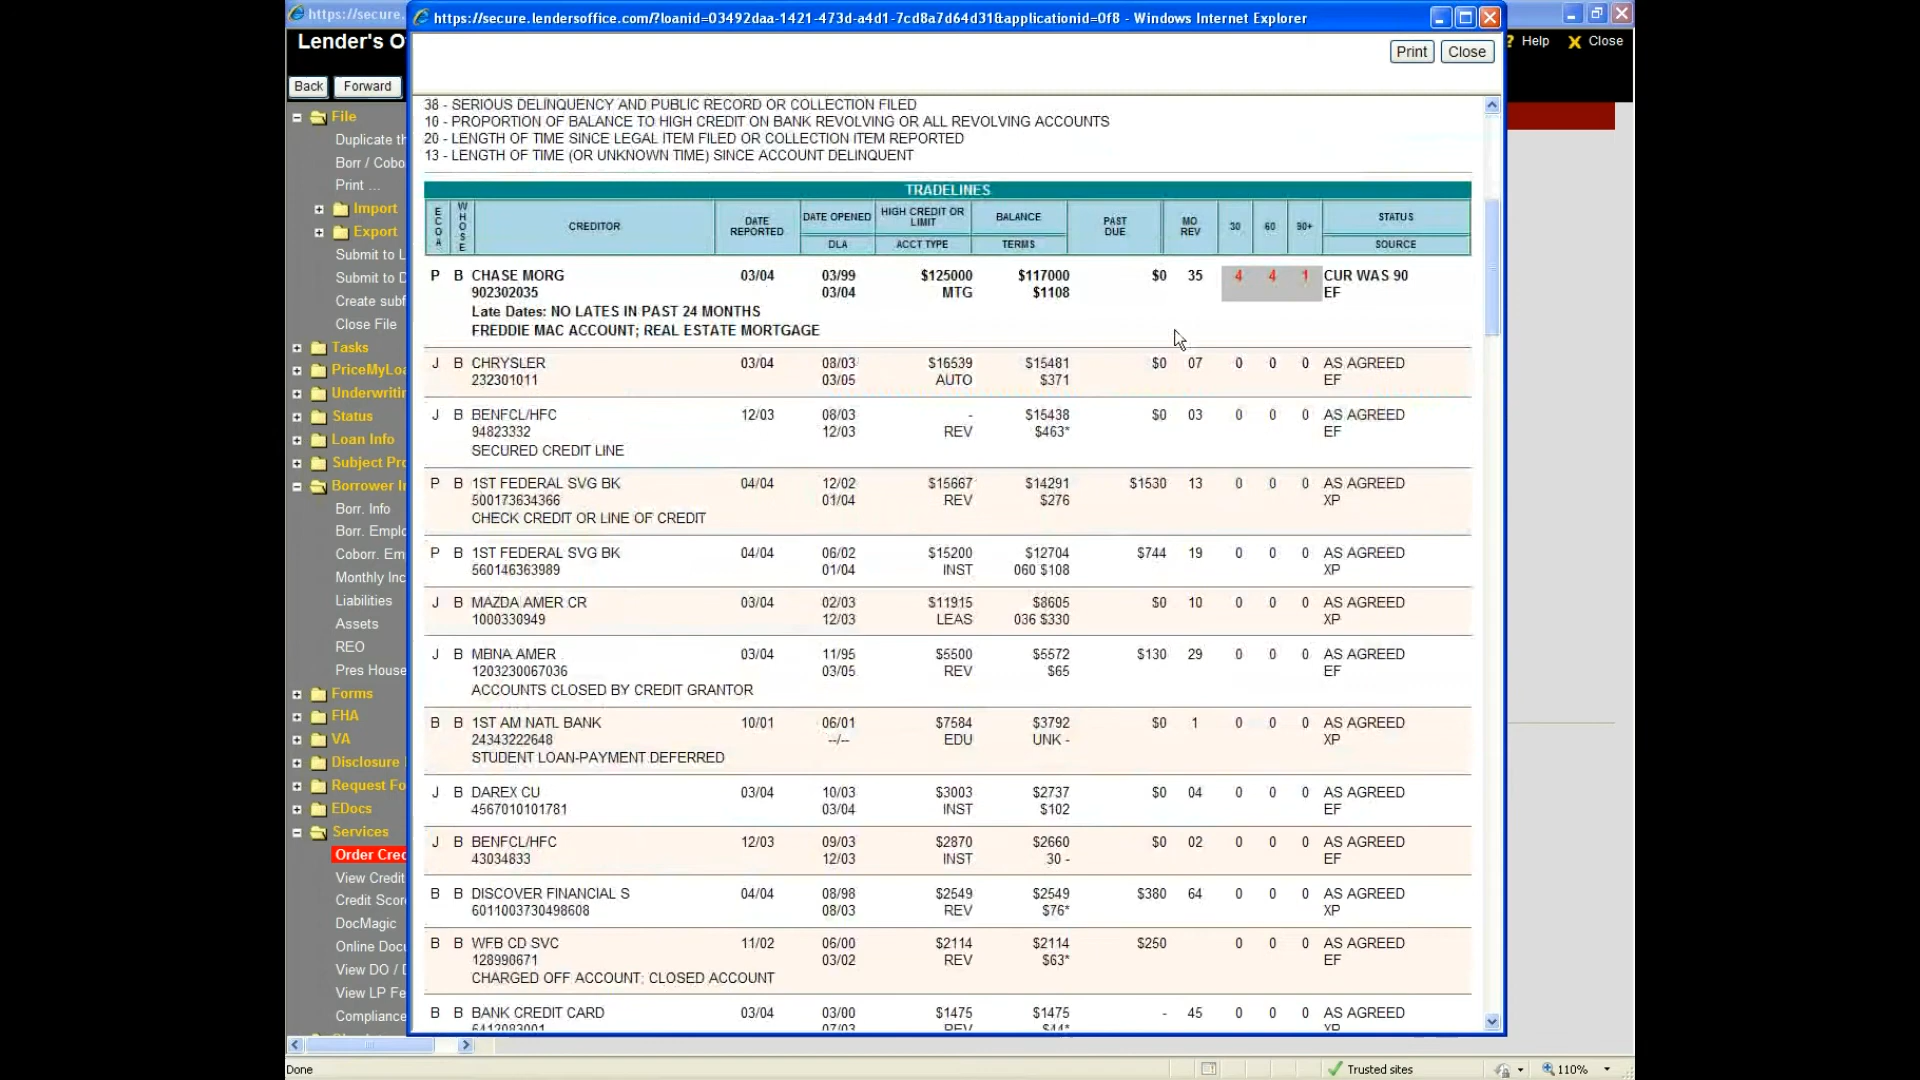 https://secure.
https://secure.lendersoffice.com/?loanid=03492daa-1421-473d-a4d1-7cd8a7d64d31&applicationid=0f8 - Windows Internet Explorer
Lender's O
Help Close
Print Close
Back Forward
File
Duplicate th
Borr / Cobo
Print ...
Import
Export
Submit to L
Submit to D
Create subf
Close File
Tasks
PriceMyLoa
Underwritin
Status
Loan Info
Subject Pro
Borrower In
Borr. Info
Borr. Emplo
Coborr. Em
Monthly Inc
Liabilities
Assets
REO
Pres House
Forms
FHA
VA
Disclosure
Request Fo
EDocs
Services
Order Cred
View Credit
Credit Scor
DocMagic
Online Docu
View DO / D
View LP Fe
Compliance
38 - SERIOUS DELINQUENCY AND PUBLIC RECORD OR COLLECTION FILED
10 - PROPORTION OF BALANCE TO HIGH CREDIT ON BANK REVOLVING OR ALL REVOLVING ACCOUNTS
20 - LENGTH OF TIME SINCE LEGAL ITEM FILED OR COLLECTION ITEM REPORTED
13 - LENGTH OF TIME (OR UNKNOWN TIME) SINCE ACCOUNT DELINQUENT
TRADELINES
ECOA WHOSE CREDITOR DATE REPORTED DATE OPENED HIGH CREDIT OR LIMIT BALANCE PAST DUE MO REV 30 60 90+ STATUS
DLA ACCT TYPE TERMS SOURCE
P B CHASE MORG 03/04 03/99 $125000 $117000 $0 35 4 4 1 CUR WAS 90
902302035 03/04 MTG $1108 EF
Late Dates: NO LATES IN PAST 24 MONTHS
FREDDIE MAC ACCOUNT; REAL ESTATE MORTGAGE
J B CHRYSLER 03/04 08/03 $16539 $15481 $0 07 0 0 0 AS AGREED
232301011 03/05 AUTO $371 EF
J B BENFCL/HFC 12/03 08/03 - $15438 $0 03 0 0 0 AS AGREED
94823332 12/03 REV $463* EF
SECURED CREDIT LINE
P B 1ST FEDERAL SVG BK 04/04 12/02 $15667 $14291 $1530 13 0 0 0 AS AGREED
500173634366 01/04 REV $276 XP
CHECK CREDIT OR LINE OF CREDIT
P B 1ST FEDERAL SVG BK 04/04 06/02 $15200 $12704 $744 19 0 0 0 AS AGREED
560146363989 01/04 INST 060 $108 XP
J B MAZDA AMER CR 03/04 02/03 $11915 $8605 $0 10 0 0 0 AS AGREED
1000330949 12/03 LEAS 036 $330 XP
J B MBNA AMER 03/04 11/95 $5500 $5572 $130 29 0 0 0 AS AGREED
1203230067036 03/05 REV $65 EF
ACCOUNTS CLOSED BY CREDIT GRANTOR
B B 1ST AM NATL BANK 10/01 06/01 $7584 $3792 $0 1 0 0 0 AS AGREED
24343222648 --/-- EDU UNK - XP
STUDENT LOAN-PAYMENT DEFERRED
J B DAREX CU 03/04 10/03 $3003 $2737 $0 04 0 0 0 AS AGREED
4567010101781 03/04 INST $102 EF
J B BENFCL/HFC 12/03 09/03 $2870 $2660 $0 02 0 0 0 AS AGREED
43034833 12/03 INST 30 - EF
B B DISCOVER FINANCIAL S 04/04 08/98 $2549 $2549 $380 64 0 0 0 AS AGREED
6011003730498608 08/03 REV $76* XP
B B WFB CD SVC 11/02 06/00 $2114 $2114 $250 0 0 0 AS AGREED
128990671 03/02 REV $63* EF
CHARGED OFF ACCOUNT; CLOSED ACCOUNT
B B BANK CREDIT CARD 03/04 03/00 $1475 $1475 - 45 0 0 0 AS AGREED
5412083001 07/03 REV $44* XP
Done Trusted sites 110%